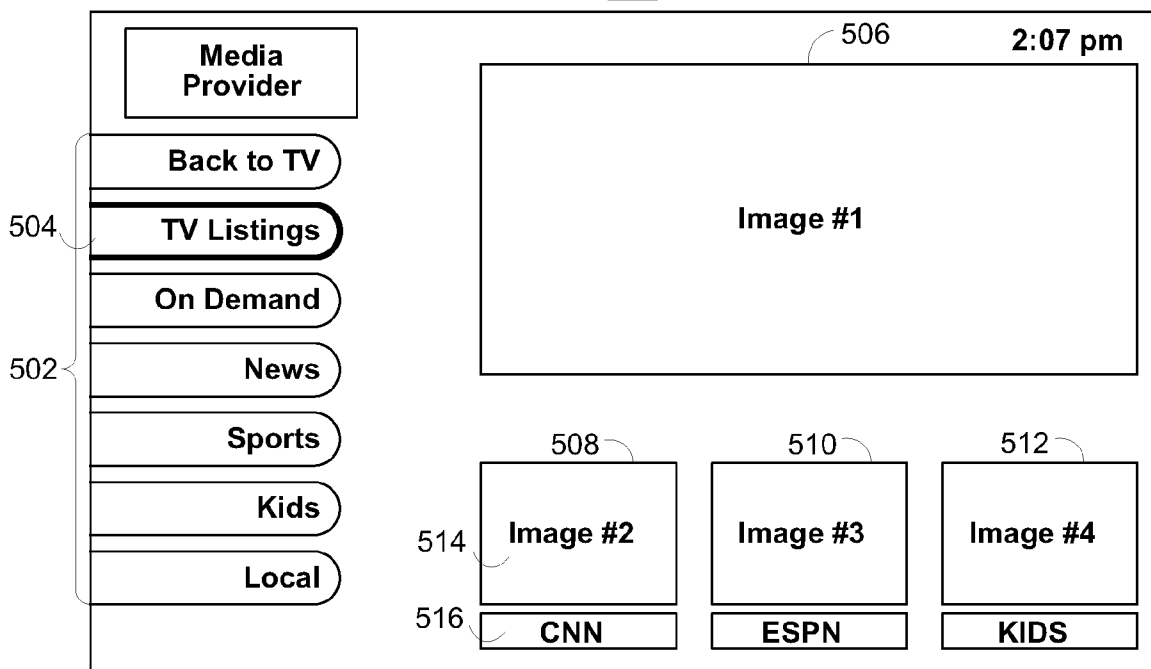 506
2:07 pm
Media
Provider
Back to TV
504
TV Listings
Image #1
On Demand
502
News
Sports
508
510
512
Kids
514
Image #2
Image #3
Image #4
Local
516
CNN
ESPN
KIDS